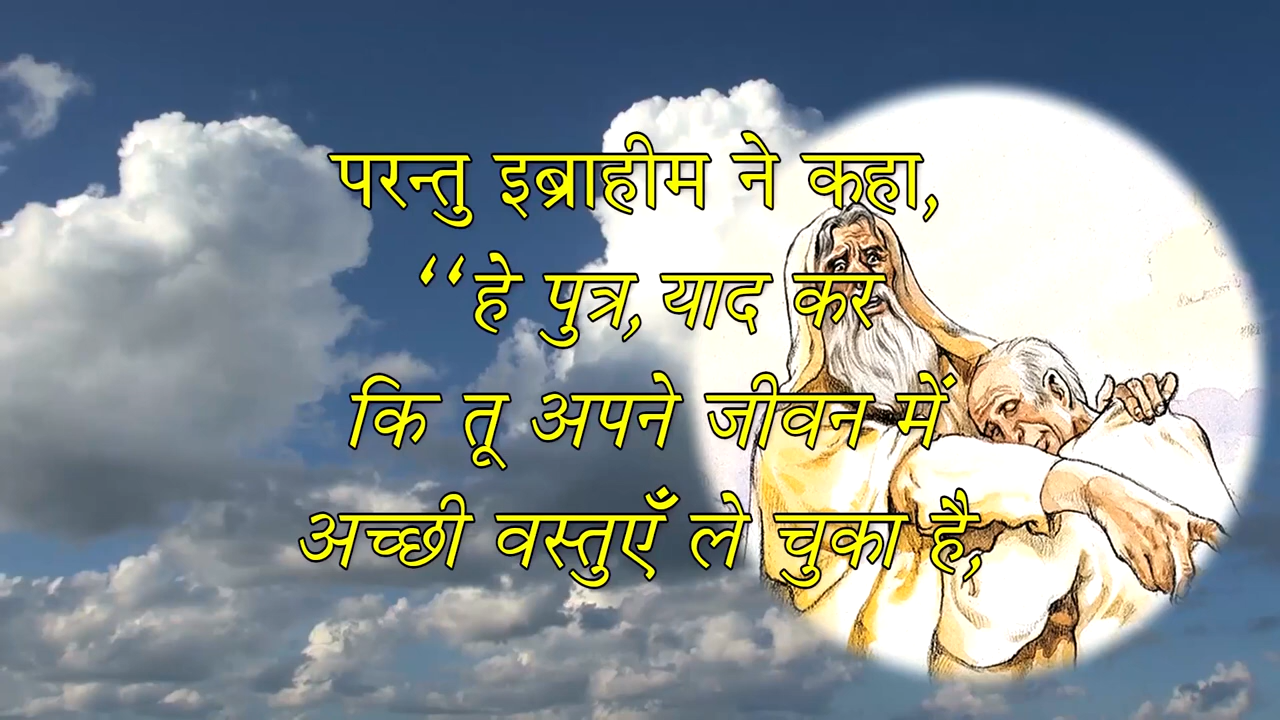 परन्तु इब्राहीम ने कहा,
‘‘हे पुत्र, याद कर
कि तू अपने जीवन में
अच्छी वस्तुएँ ले चुका है,